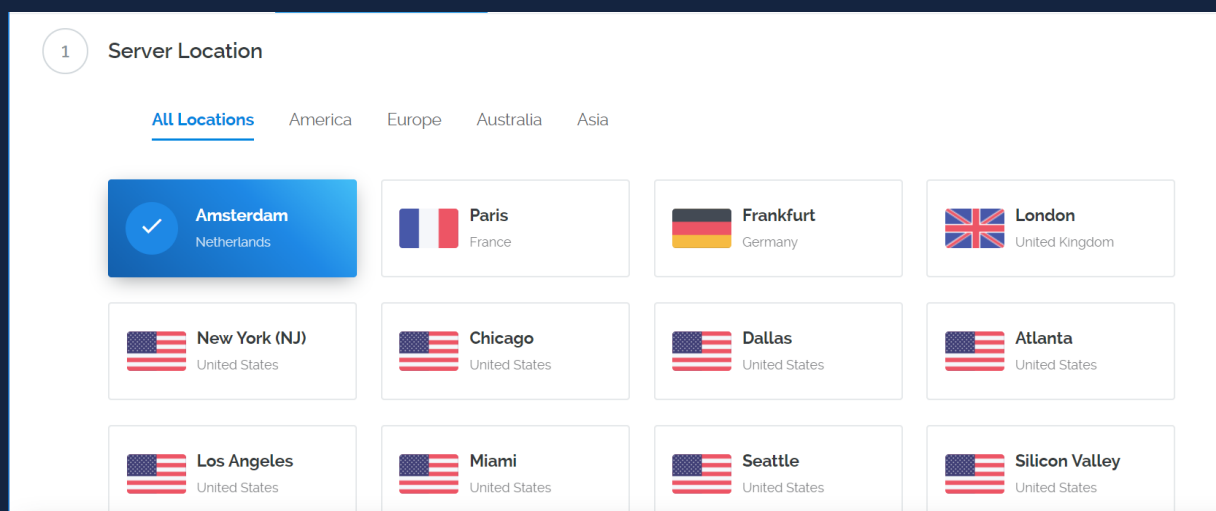 1
Server Location
All Locations America Europe Australia Asia
Amsterdam
Netherlands
Paris
France
Frankfurt
Germany
London
United Kingdom
New York (NJ)
United States
Chicago
United States
Dallas
United States
Atlanta
United States
Los Angeles
United States
Miami
United States
Seattle
United States
Silicon Valley
United States